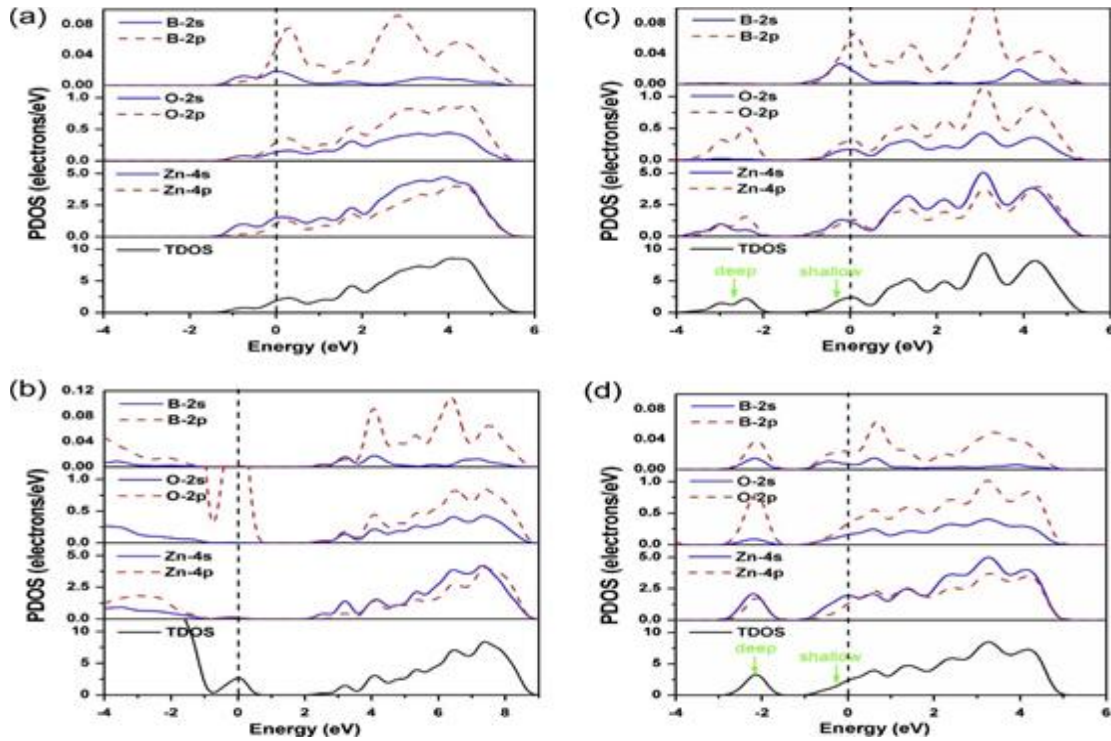 (a)
PDOS (electrons/eV)
0.08
0.04
0.00
B-2s
B-2p
1.0
0.5
0.0
O-2s
O-2p
5.0
2.5
0.0
Zn-4s
Zn-4p
10
5
0
TDOS
-4 -2 0 2 4 6
Energy (eV)
(c)
PDOS (electrons/eV)
0.08
0.04
0.00
B-2s
B-2p
1.0
0.5
0.0
O-2s
O-2p
5.0
2.5
0.0
Zn-4s
Zn-4p
10
5
0
TDOS
deep shallow
-4 -2 0 2 4 6
Energy (eV)
(b)
PDOS (electrons/eV)
0.12
0.04
0.00
B-2s
B-2p
1.0
0.5
0.0
O-2s
O-2p
5.0
2.5
0.0
Zn-4s
Zn-4p
10
5
0
TDOS
-4 -2 0 2 4 6 8
Energy (eV)
(d)
PDOS (electrons/eV)
0.08
0.04
0.00
B-2s
B-2p
1.0
0.5
0.0
O-2s
O-2p
5.0
2.5
0.0
Zn-4s
Zn-4p
10
5
0
TDOS
deep shallow
-4 -2 0 2 4 6
Energy (eV)